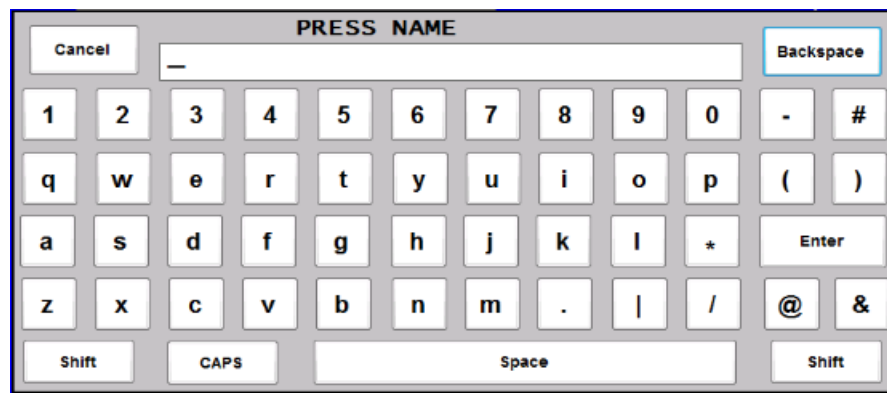 PRESS NAME
Cancel _ Backspace
1 2 3 4 5 6 7 8 9 0 - #
q w e r t y u i o p ( )
a s d f g h j k l * Enter
z x c v b n m . | / @ &
Shift CAPS Space Shift